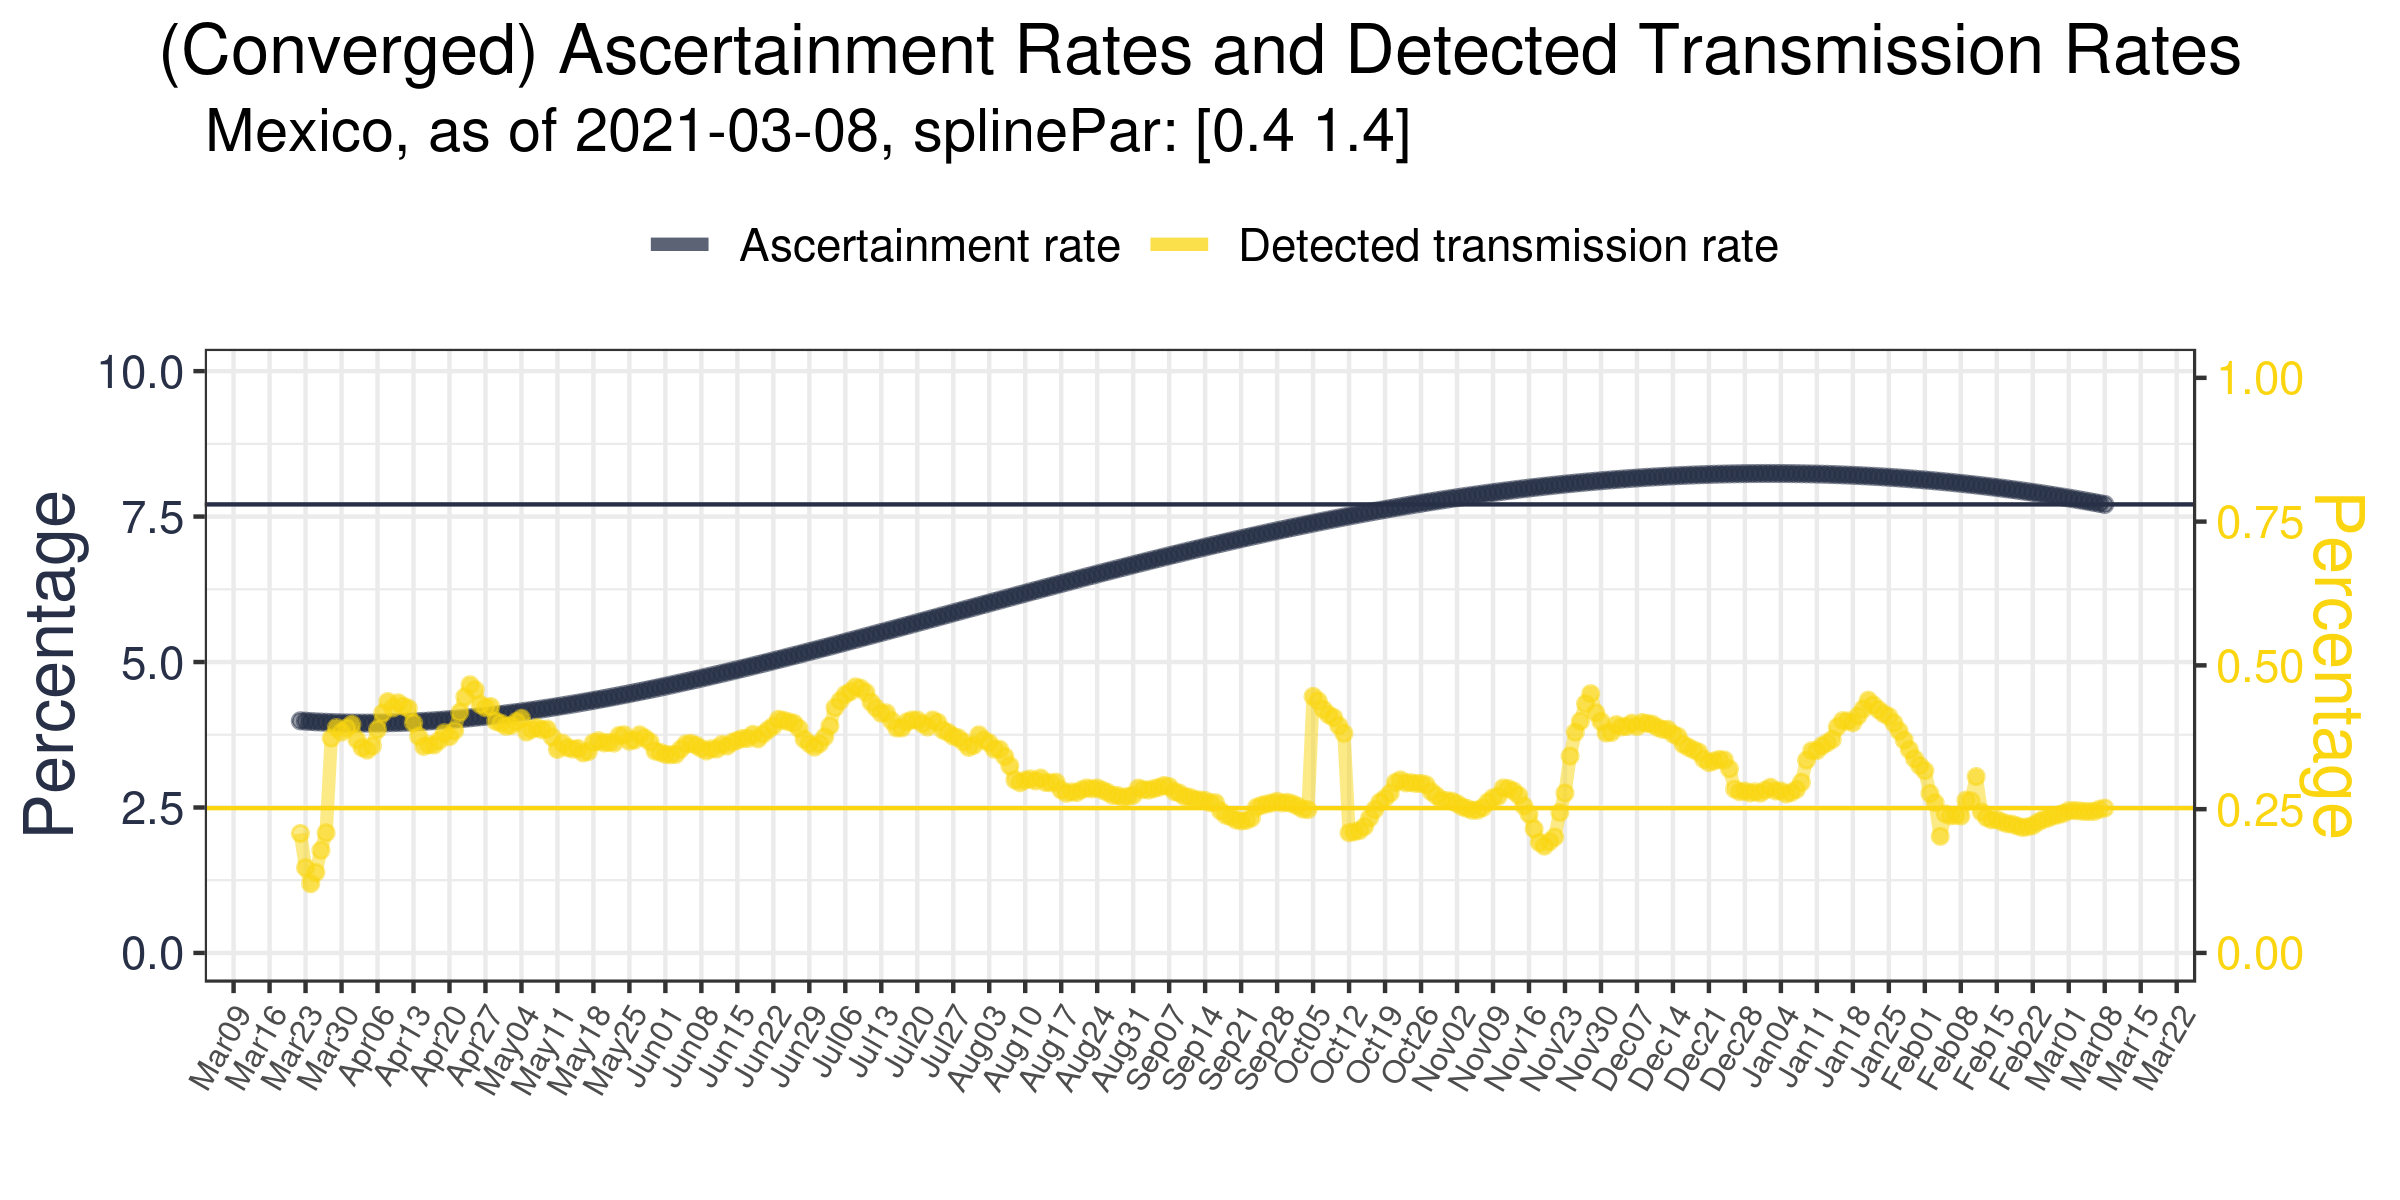 (Converged) Ascertainment Rates and Detected Transmission Rates
Mexico, as of 2021-03-08, splinePar: [0.4 1.4]
Ascertainment rate
Detected transmission rate
Percentage
10.0
7.5
5.0
2.5
0.0
1.00
0.75
0.50
0.25
0.00
Percentage
Mar09
Mar16
Mar23
Mar30
Apr06
Apr13
Apr20
Apr27
May04
May11
May18
May25
Jun01
Jun08
Jun15
Jun22
Jun29
Jul06
Jul13
Jul20
Jul27
Aug03
Aug10
Aug17
Aug24
Aug31
Sep07
Sep14
Sep21
Sep28
Oct05
Oct12
Oct19
Oct26
Nov02
Nov09
Nov16
Nov23
Nov30
Dec07
Dec14
Dec21
Dec28
Jan04
Jan11
Jan18
Jan25
Feb01
Feb08
Feb15
Feb22
Mar01
Mar08
Mar15
Mar22